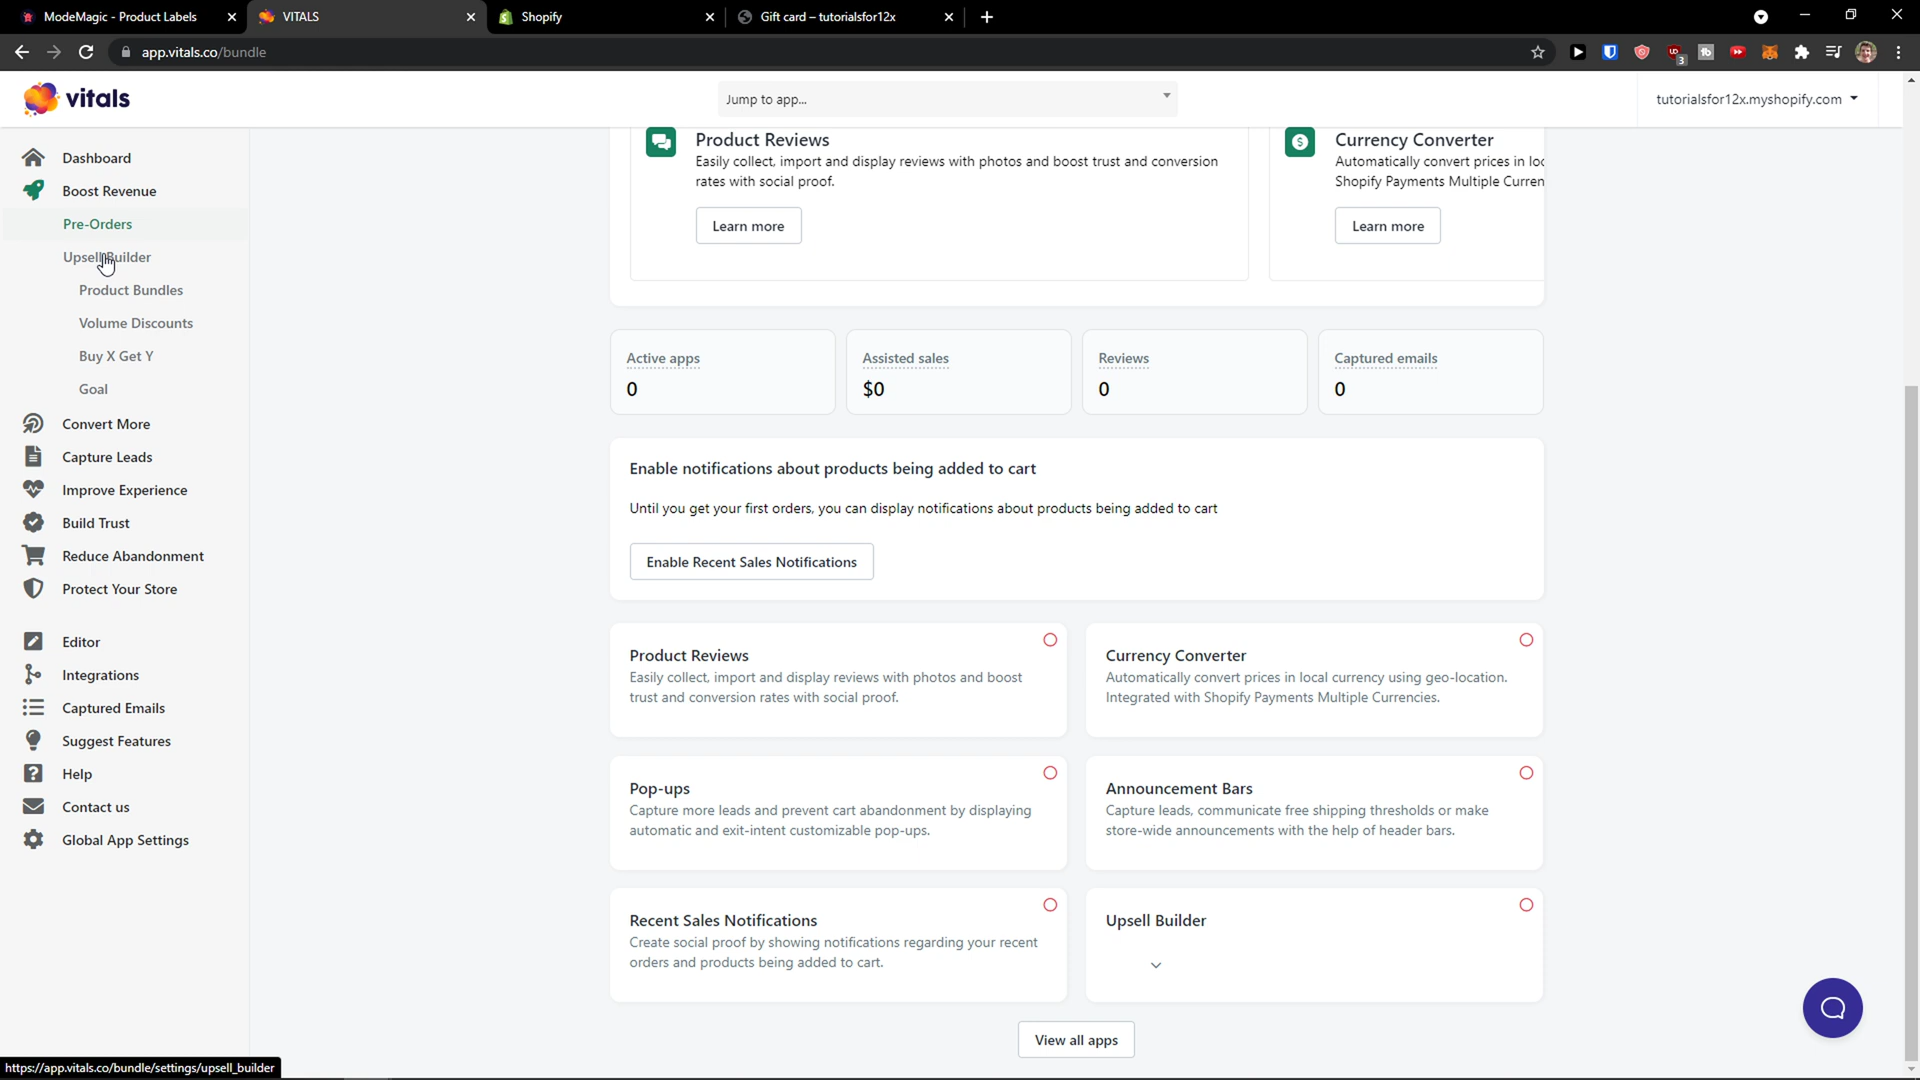 ModeMagic - Product Labels
VITALS
Shopify
Gift card – tutorialsfor12x
app.vitals.co/bundle
3
vitals
Jump to app...
tutorialsfor12x.myshopify.com
Dashboard
Boost Revenue
Pre-Orders
Upsell Builder
Product Bundles
Volume Discounts
Buy X Get Y
Goal
Convert More
Capture Leads
Improve Experience
Build Trust
Reduce Abandonment
Protect Your Store
Editor
Integrations
Captured Emails
Suggest Features
Help
Contact us
Global App Settings
Product Reviews
Easily collect, import and display reviews with photos and boost trust and conversion
rates with social proof.
Learn more
Currency Converter
Automatically convert prices in loc
Shopify Payments Multiple Curren
Learn more
Active apps
0
Assisted sales
$0
Reviews
0
Captured emails
0
Enable notifications about products being added to cart
Until you get your first orders, you can display notifications about products being added to cart
Enable Recent Sales Notifications
Product Reviews
Easily collect, import and display reviews with photos and boost
trust and conversion rates with social proof.
Currency Converter
Automatically convert prices in local currency using geo-location.
Integrated with Shopify Payments Multiple Currencies.
Pop-ups
Capture more leads and prevent cart abandonment by displaying
automatic and exit-intent customizable pop-ups.
Announcement Bars
Capture leads, communicate free shipping thresholds or make
store-wide announcements with the help of header bars.
Recent Sales Notifications
Create social proof by showing notifications regarding your recent
orders and products being added to cart.
Upsell Builder
View all apps
https://app.vitals.co/bundle/settings/upsell_builder